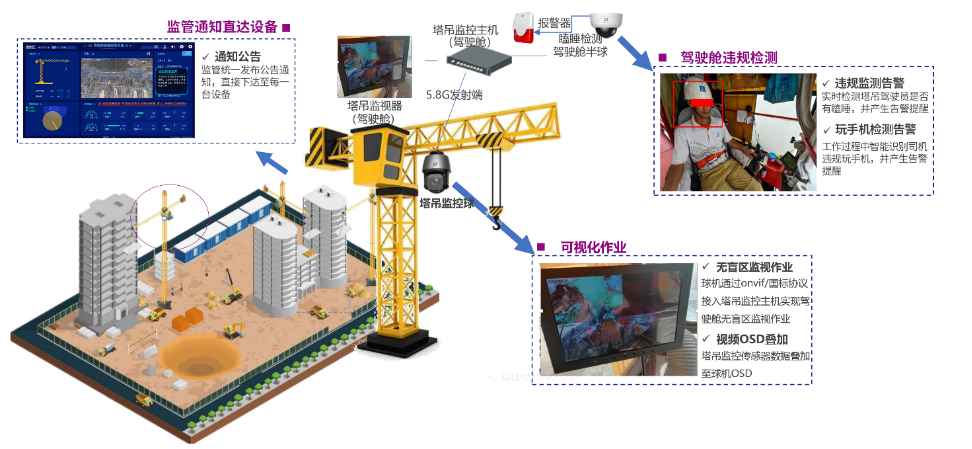 监管通知直达设备
通知公告
监管统一发布公告通
知，直接下达至每一
台设备
塔吊监控主机
（驾驶舱）
报警器
瞌睡检测
驾驶舱半球
塔吊监视器
（驾驶舱）
5.8G发射端
塔吊监控球
驾驶舱违规检测
违规监测告警
实时检测塔吊驾驶员是否
有瞌睡，并产生告警提醒
玩手机检测告警
工作过程中智能识别司机
违规玩手机，并产生告警
提醒
可视化作业
无盲区监视作业
球机通过onvif/国标协议
接入塔吊监控主机实现驾
驶舱无盲区监视作业
视频OSD叠加
塔吊监控传感器数据叠加
至球机OSD